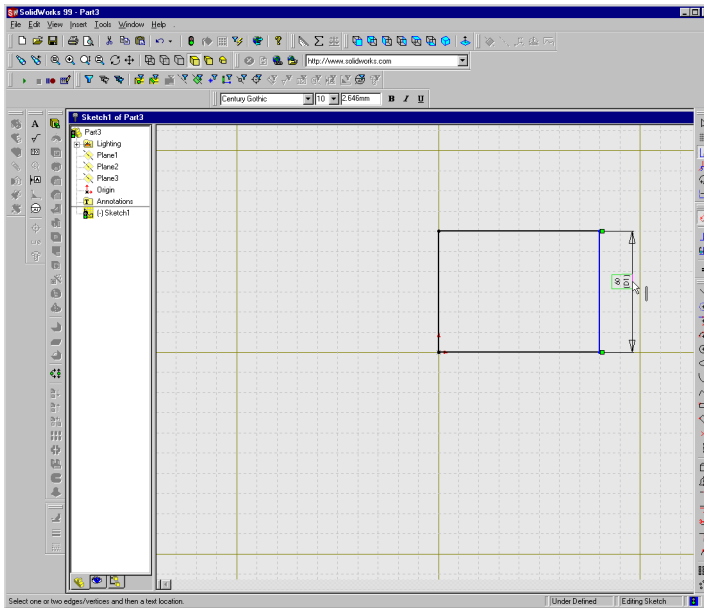 SolidWorks 99 - Part3
File Edit View Insert Tools Window Help
http://www.solidworks.com
Century Gothic 10 2.646mm B I U
Sketch1 of Part3
Part3
Lighting
Plane1
Plane2
Plane3
Origin
Annotations
(-) Sketch1
Select one or two edges/vertices and then a text location.
Under Defined
Editing Sketch